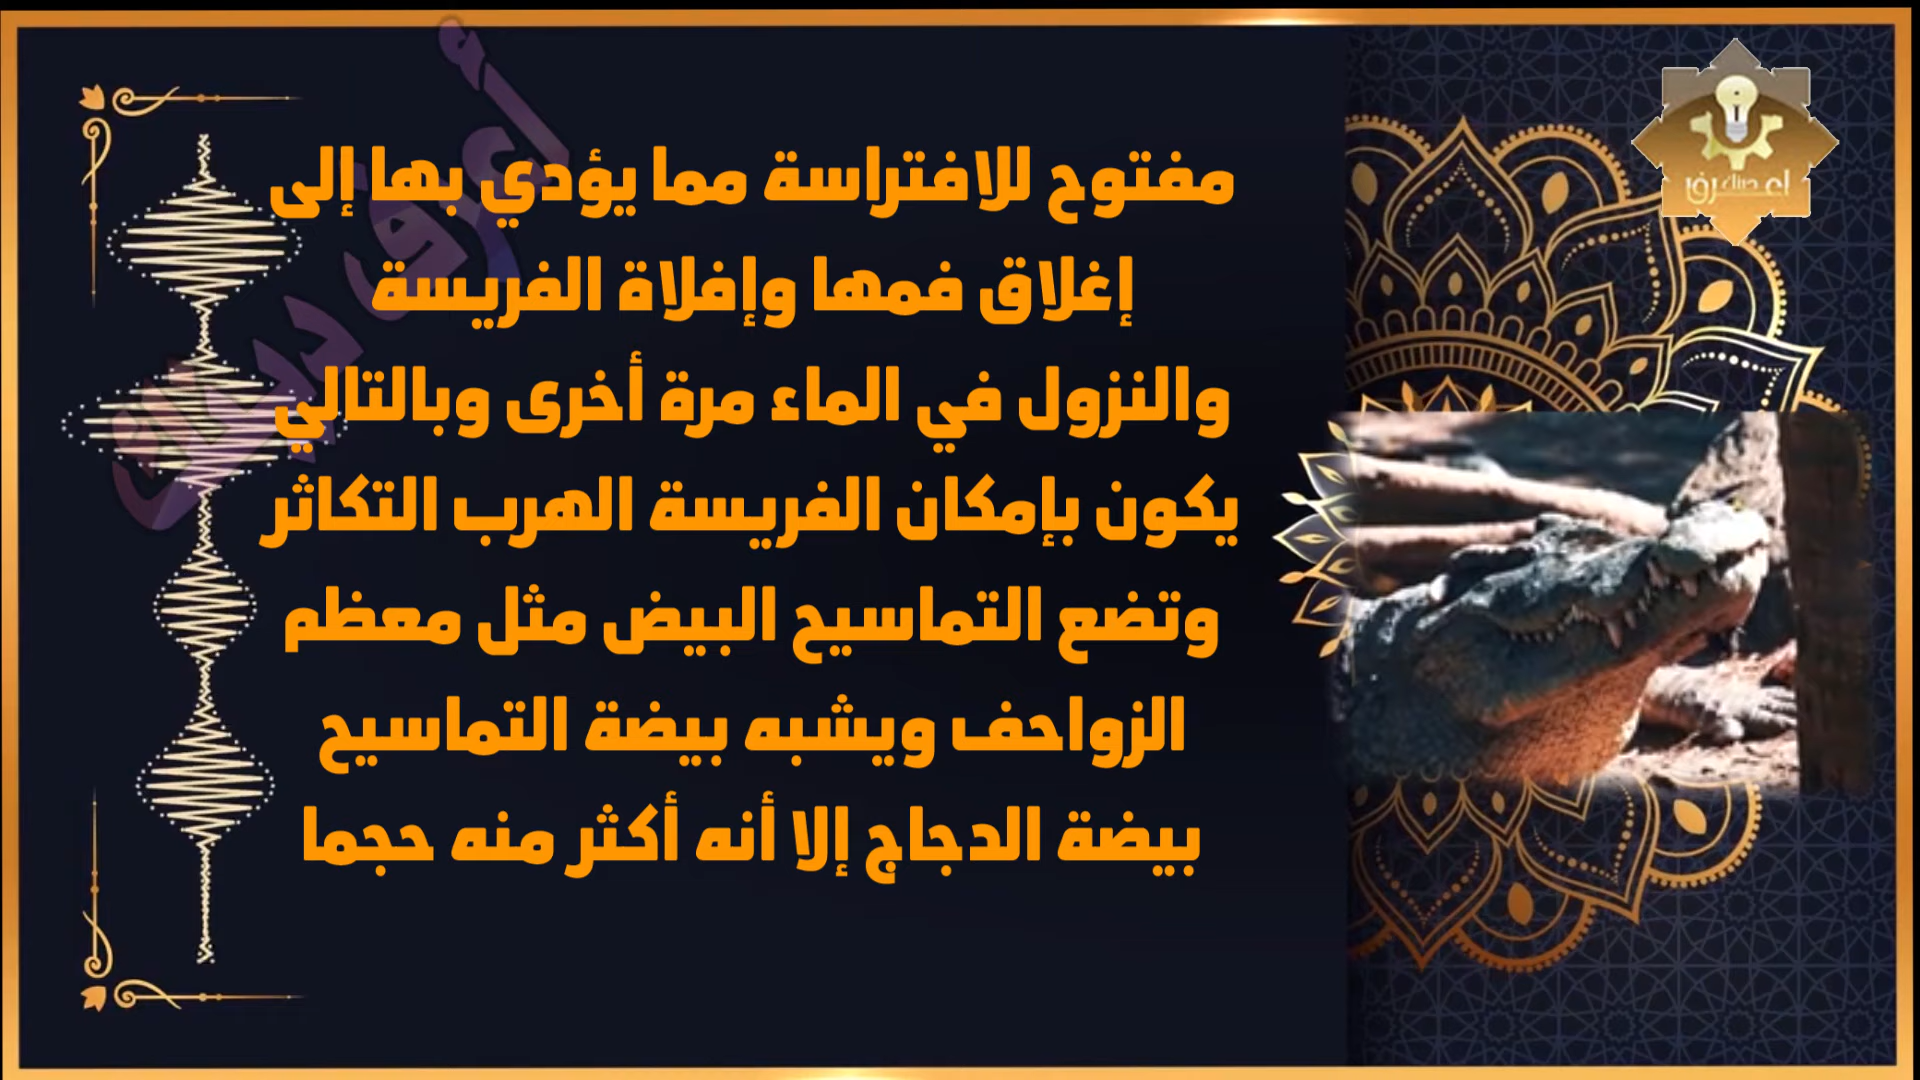 مفتوح للافتراسة مما يؤدي بها إلى
إغلاق فمها وإفلاة الفريسة
والنزول في الماء مرة أخرى وبالتالي
يكون بإمكان الفريسة الهرب التكاثر
وتضع التماسيح البيض مثل معظم
الزواحف ويشبه بيضة التماسيح
بيضة الدجاج إلا أنه أكثر منه حجما